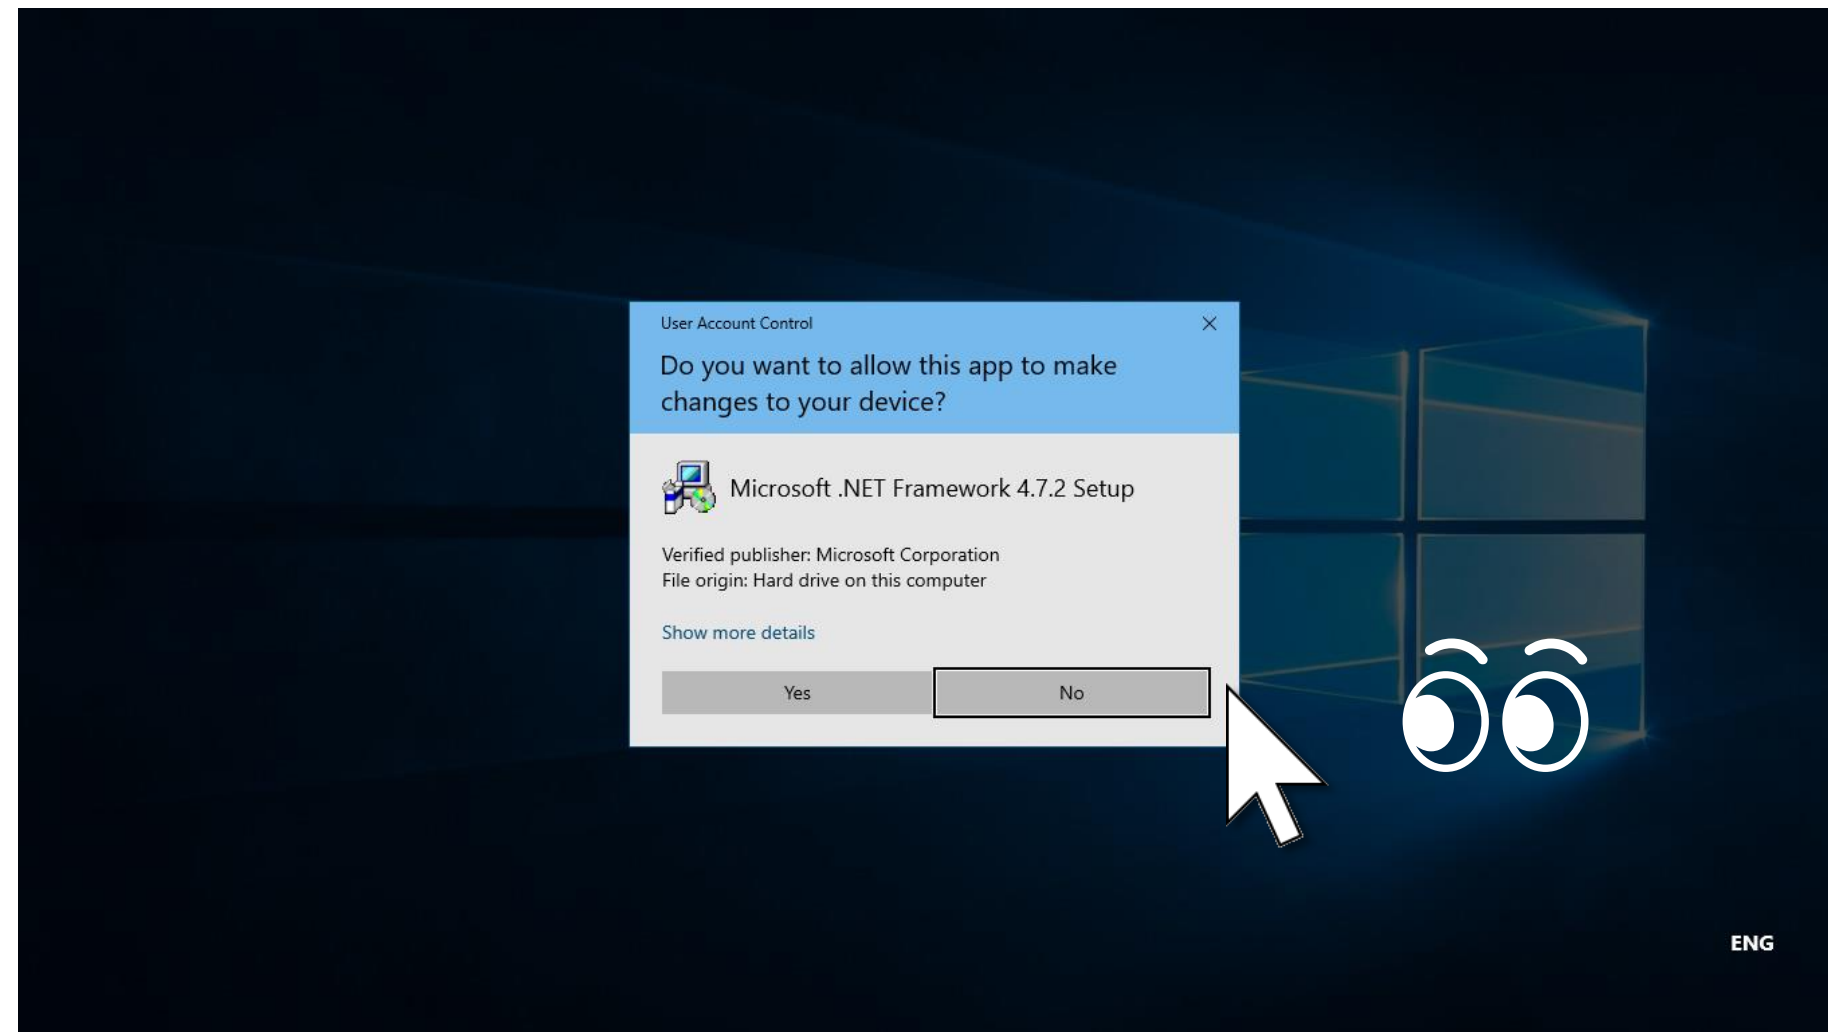 User Account Control
Do you want to allow this app to make
changes to your device?
Microsoft .NET Framework 4.7.2 Setup
Verified publisher: Microsoft Corporation
File origin: Hard drive on this computer
Show more details
Yes
No
ENG